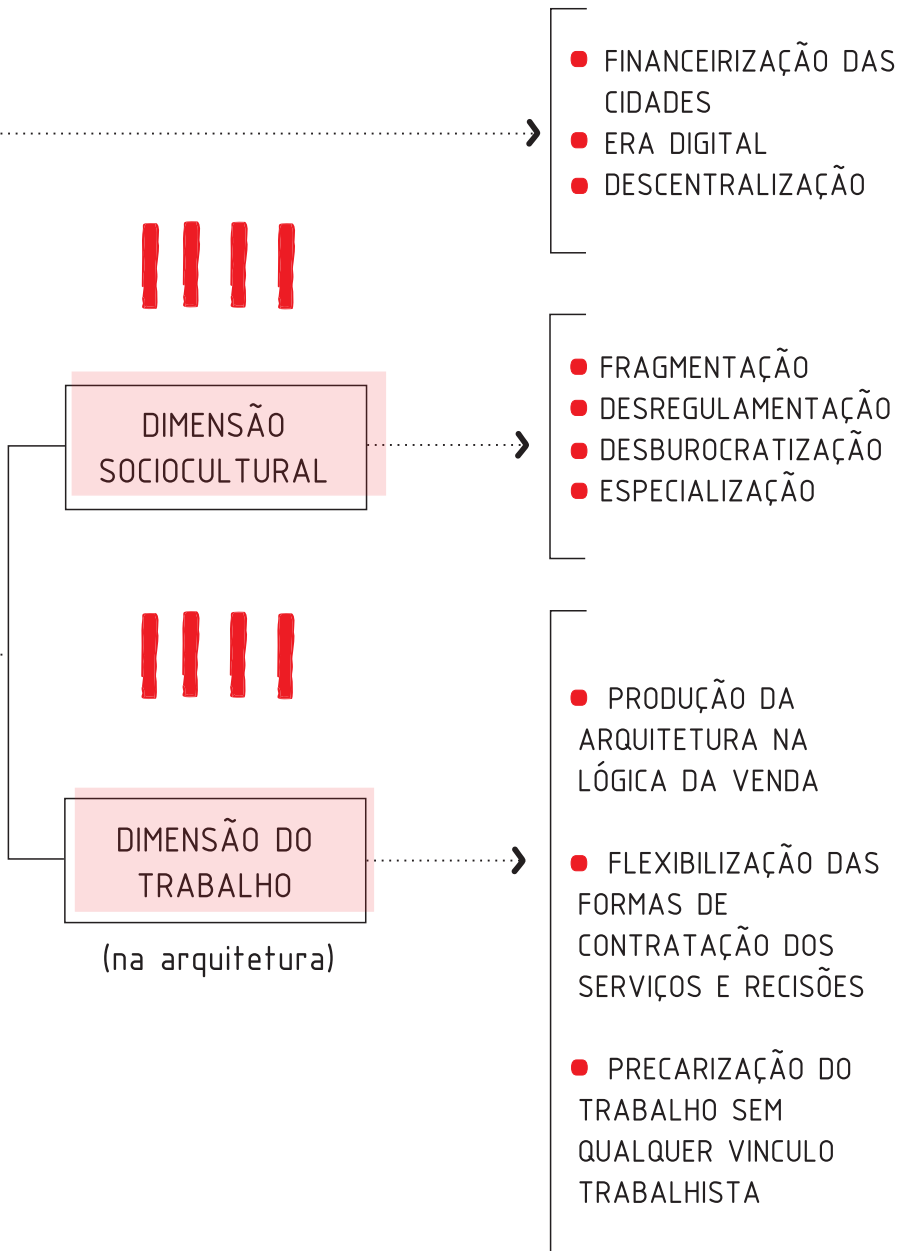 FINANCEIRIZAÇÃO DAS
CIDADES
ERA DIGITAL
DESCENTRALIZAÇÃO
DIMENSÃO
SOCIOCULTURAL
FRAGMENTAÇÃO
DESREGULAMENTAÇÃO
DESBUROCRATIZAÇÃO
ESPECIALIZAÇÃO
DIMENSÃO DO
TRABALHO
(na arquitetura)
PRODUÇÃO DA
ARQUITETURA NA
LÓGICA DA VENDA
FLEXIBILIZAÇÃO DAS
FORMAS DE
CONTRATAÇÃO DOS
SERVIÇOS E RECISÕES
PRECARIZAÇÃO DO
TRABALHO SEM
QUALQUER VINCULO
TRABALHISTA